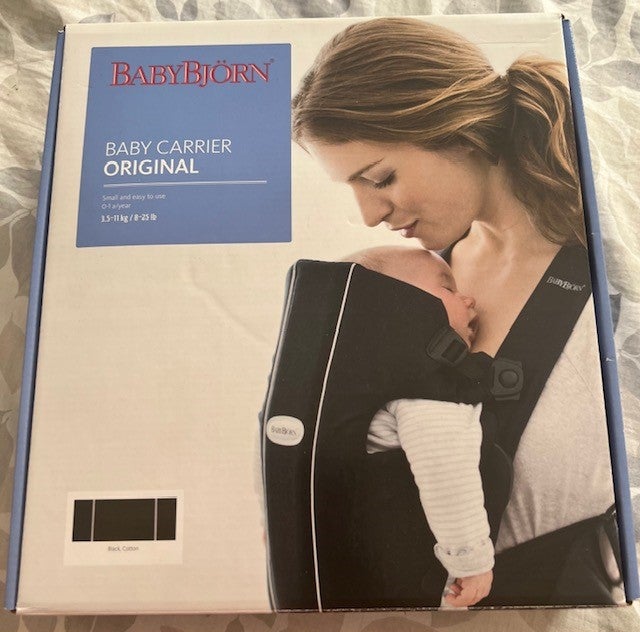 BABYBJÖRN®
BABY CARRIER
ORIGINAL
Small and easy to use
0-1 a/year
3.5-11 kg / 8-25 lb
BABYBJÖRN®
BABYBJÖRN
Black, Cotton